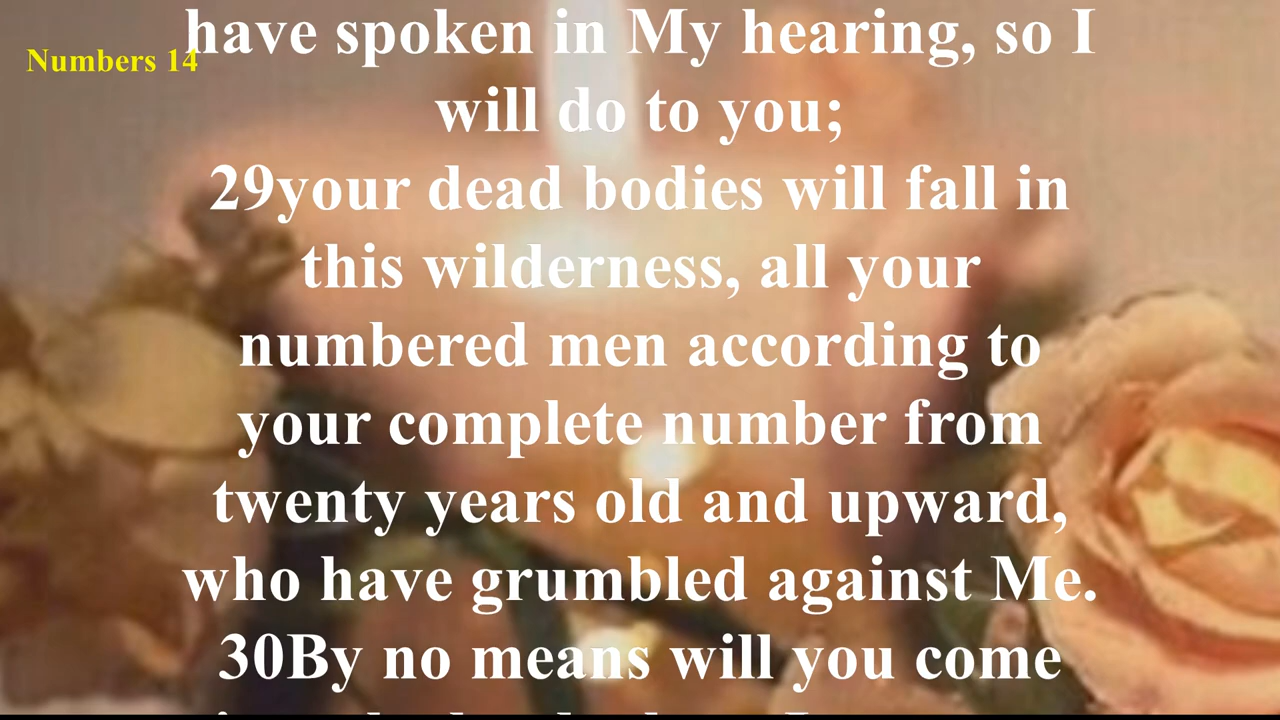 have spoken in My hearing, so I
Numbers 14
will do to you;
29your dead bodies will fall in
this wilderness, all your
numbered men according to
your complete number from
twenty years old and upward,
who have grumbled against Me.
30By no means will you come